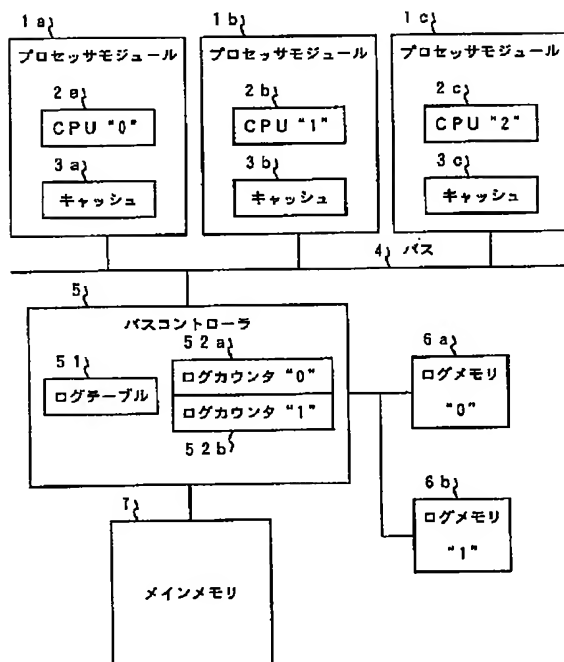 1a 1b 1c
プロセッサモジュール プロセッサモジュール プロセッサモジュール
2a 2b 2c
CPU "0" CPU "1" CPU "2"
3a 3b 3c
キャッシュ キャッシュ キャッシュ
4 バス
5
バスコントローラ
52a
51
ログカウンタ "0"
ログテーブル
ログカウンタ "1"
52b
6a
ログメモリ
"0"
6b
ログメモリ
"1"
7
メインメモリ